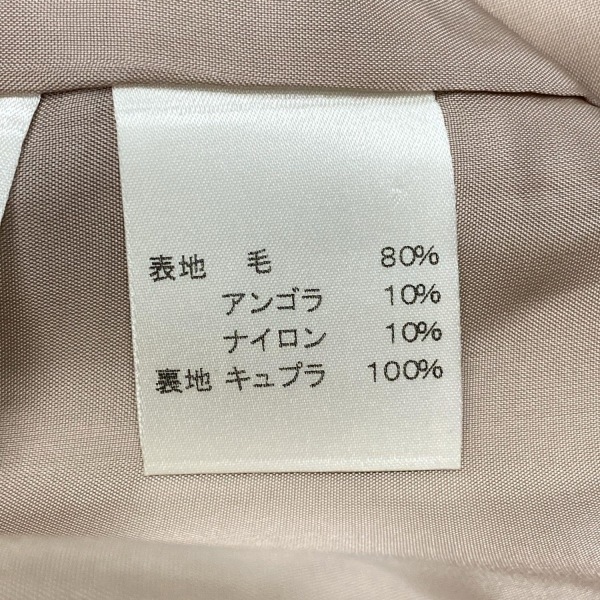 表地 毛 80%
アンゴラ 10%
ナイロン 10%
裏地 キュプラ 100%